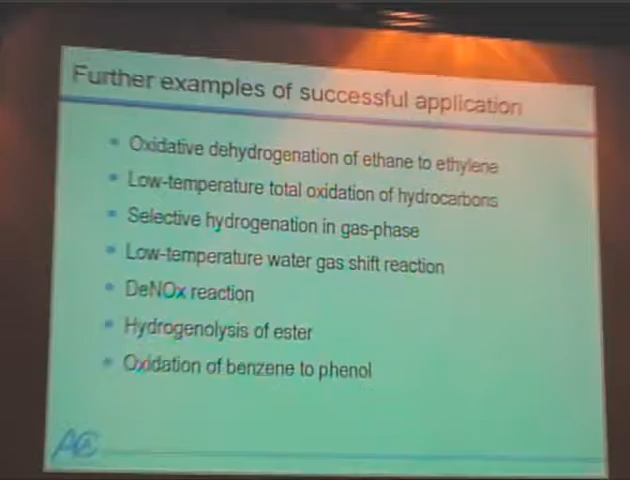 Further examples of successful application
Oxidative dehydrogenation of ethane to ethylene
Low-temperature total oxidation of hydrocarbons
Selective hydrogenation in gas-phase
Low-temperature water gas shift reaction
DeNOx reaction
Hydrogenolysis of ester
Oxidation of benzene to phenol